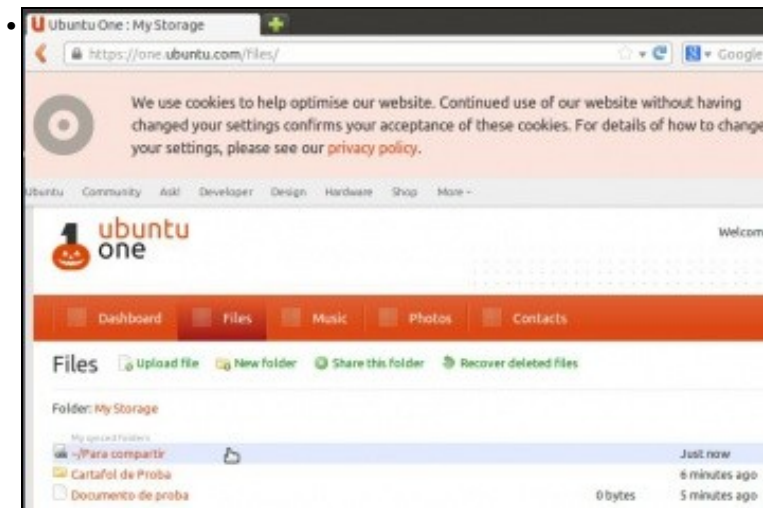 Ubuntu One : My Storage
https://one.ubuntu.com/files/
Google
We use cookies to help optimise our website. Continued use of our website without having
changed your settings confirms your acceptance of these cookies. For details of how to change
your settings, please see our privacy policy.
Ubuntu Community Ask! Developer Design Hardware Shop More
ubuntu
one
Welcom
Dashboard Files Music Photos Contacts
Files Upload file New folder Share this folder Recover deleted files
Folder: My Storage
My synced folders
~/Para compartir Just now
Cartafol de Proba 6 minutes ago
Documento de proba 0 bytes 5 minutes ago